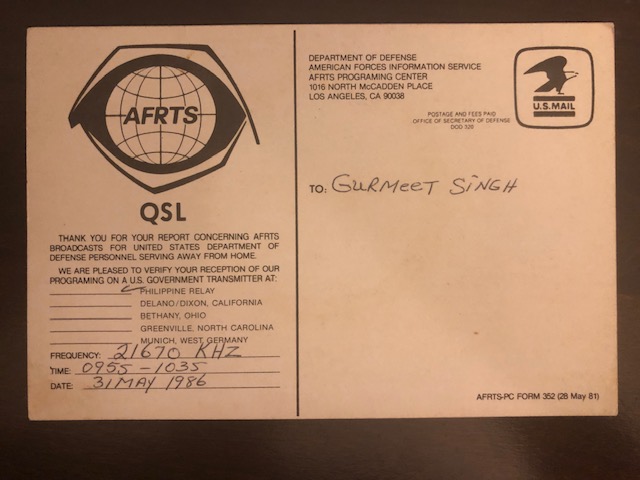 AFRTS
QSL
THANK YOU FOR YOUR REPORT CONCERNING AFRTS
BROADCASTS FOR UNITED STATES DEPARTMENT OF
DEFENSE PERSONNEL SERVING AWAY FROM HOME.
WE ARE PLEASED TO VERIFY YOUR RECEPTION OF OUR
PROGRAMING ON A U.S. GOVERNMENT TRANSMITTER AT:
✓ PHILIPPINE RELAY
DELANO/DIXON, CALIFORNIA
BETHANY, OHIO
GREENVILLE, NORTH CAROLINA
MUNICH, WEST GERMANY
FREQUENCY: 21670 KHZ
TIME: 0955 - 1035
DATE: 31 MAY 1986
DEPARTMENT OF DEFENSE
AMERICAN FORCES INFORMATION SERVICE
AFRTS PROGRAMING CENTER
1016 NORTH McCADDEN PLACE
LOS ANGELES, CA 90038
U.S.MAIL
POSTAGE AND FEES PAID
OFFICE OF SECRETARY OF DEFENSE
DOD 320
TO: GURMEET SINGH
AFRTS-PC FORM 352 (28 May 81)